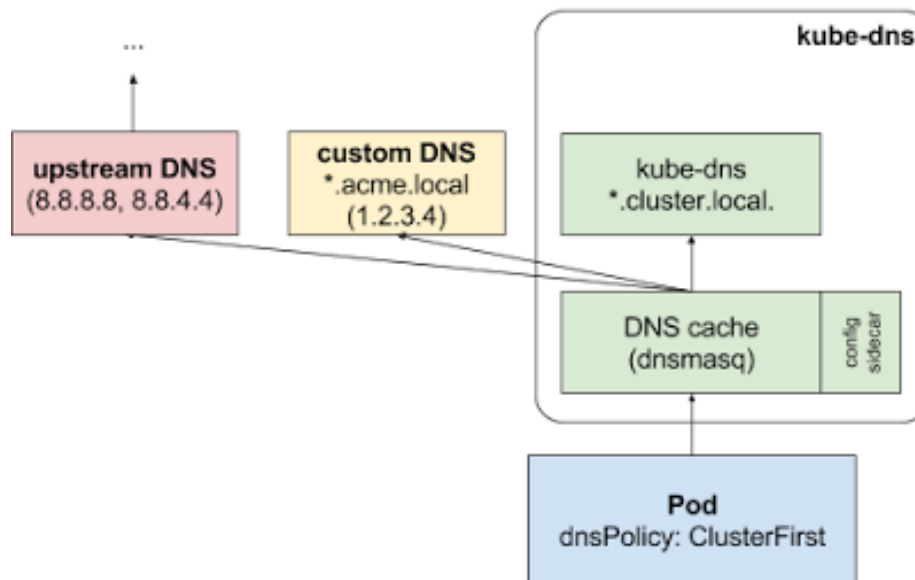 ...
kube-dns
upstream DNS
(8.8.8.8, 8.8.4.4)
custom DNS
*.acme.local
(1.2.3.4)
kube-dns
*.cluster.local.
DNS cache
(dnsmasq)
config
sidecar
Pod
dnsPolicy: ClusterFirst